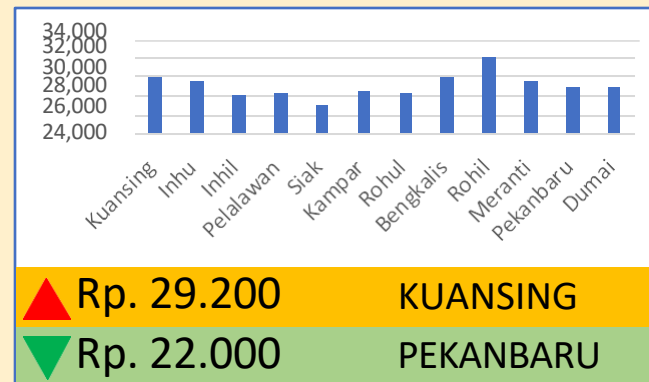 34,000
32,000
30,000
28,000
26,000
24,000
Kuansing
Inhu
Inhil
Pelalawan
Siak
Kampar
Rohul
Bengkalis
Rohil
Meranti
Pekanbaru
Dumai
Rp. 29.200 KUANSING
Rp. 22.000 PEKANBARU